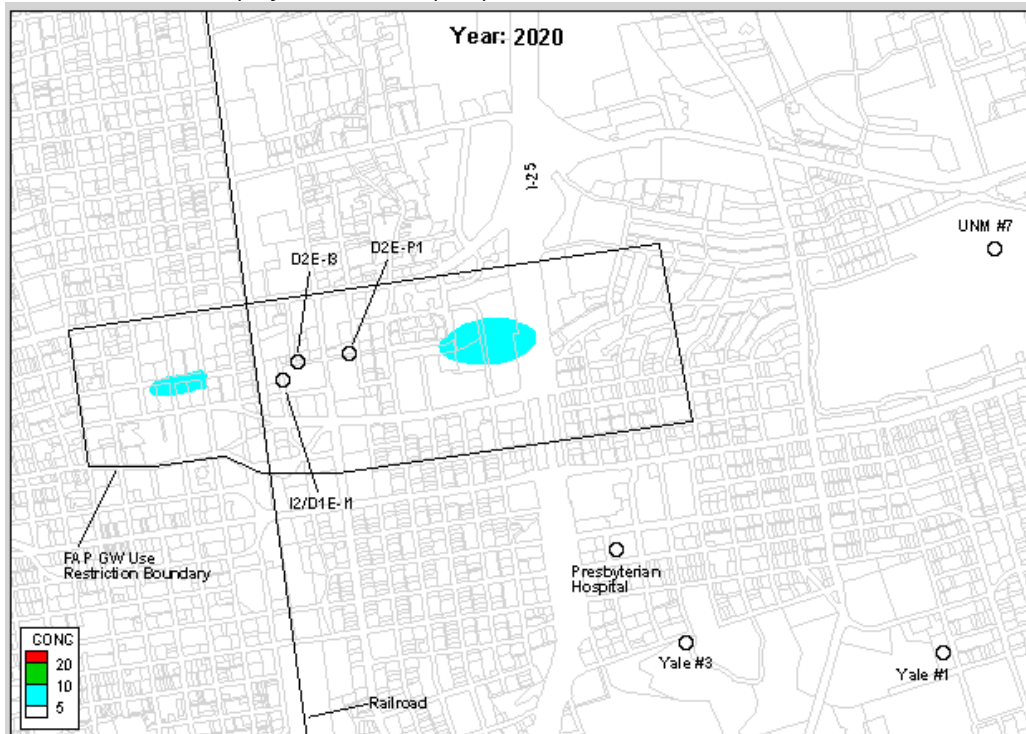 Year: 2020
I-25
UNM #7
D2E-P1
D2E-I3
I2/D1E-I1
FAP GW Use
Restriction Boundary
Presbyterian
Hospital
CONC
20
10
5
Yale #3
Yale #1
Railroad